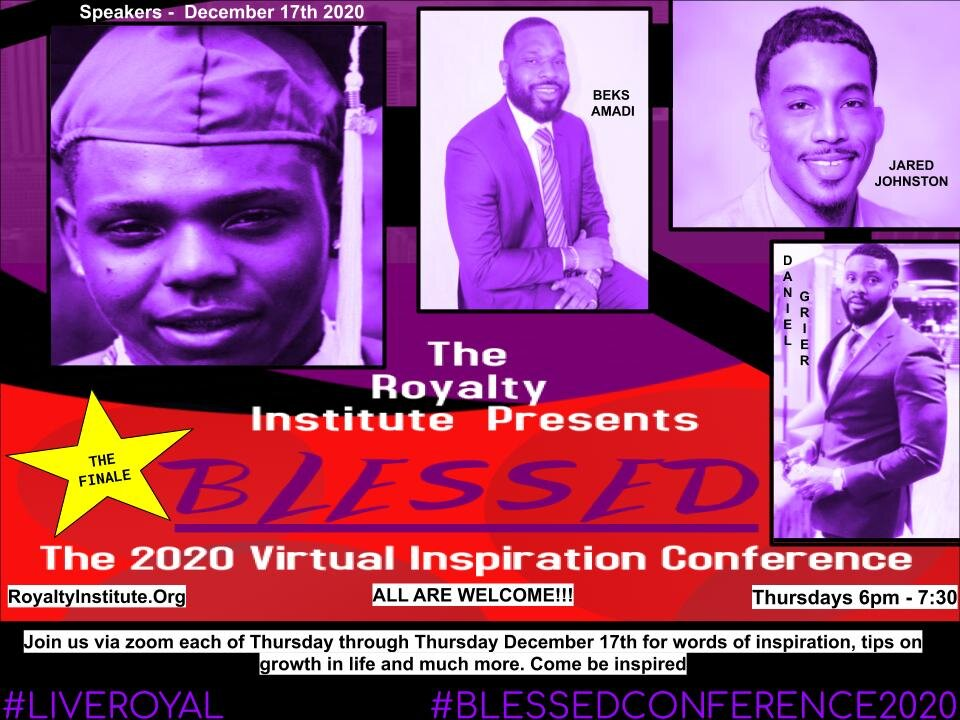 Speakers -  December 17th 2020
BEKS
AMADI
JARED
JOHNSTON
DANIEL
GRIER
The
Royalty
Institute Presents
THE
FINALE
BLESSED
The 2020 Virtual Inspiration Conference
RoyaltyInstitute.Org
ALL ARE WELCOME!!!
Thursdays 6pm - 7:30
Join us via zoom each of Thursday through Thursday December 17th for words of inspiration, tips on
growth in life and much more. Come be inspired
#LIVEROYAL
#BLESSEDCONFERENCE2020